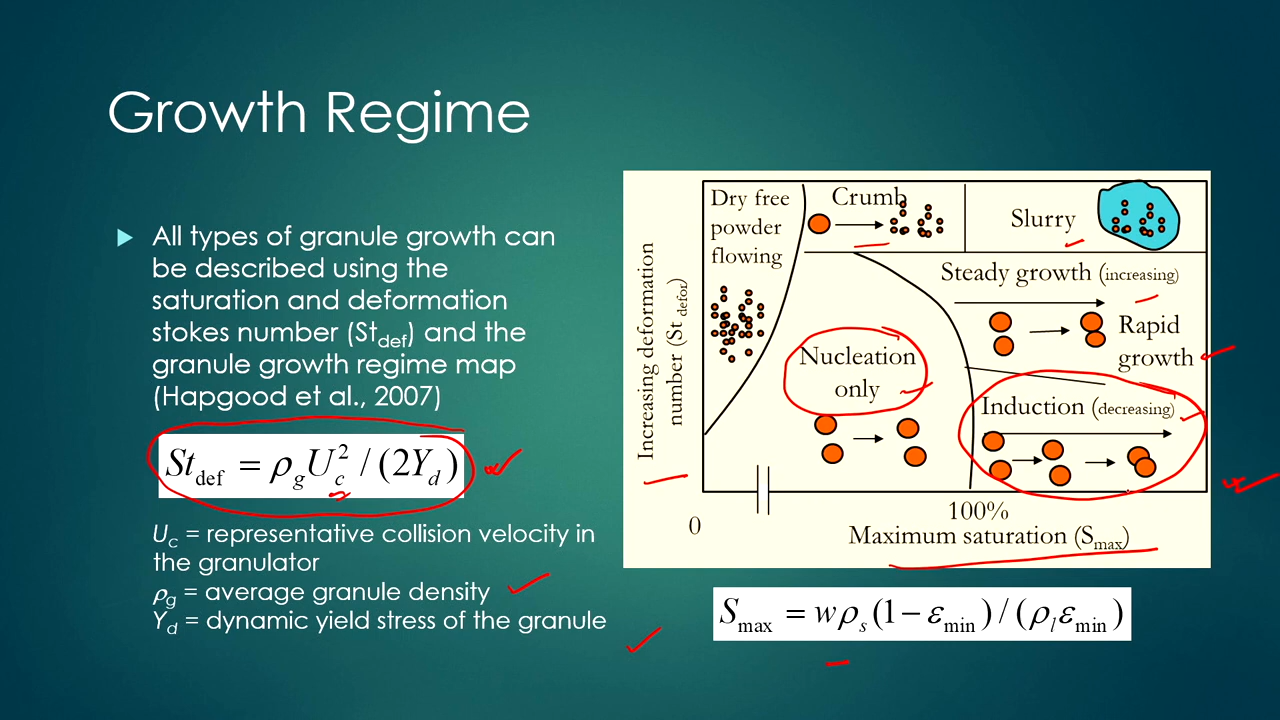 Growth Regime
All types of granule growth can
be described using the
saturation and deformation
stokes number (St_def) and the
granule growth regime map
(Hapgood et al., 2007)
St_def = ρ_g U_c^2 / (2Y_d)
U_c = representative collision velocity in
the granulator
ρ_g = average granule density
Y_d = dynamic yield stress of the granule
Increasing deformation
number (St defor)
Dry free
powder
flowing
Crumb
Slurry
Steady growth (increasing)
Rapid
growth
Nucleation
only
Induction (decreasing)
0
100%
Maximum saturation (S_max)
S_max = wρ_s (1 − ε_min) / (ρ_l ε_min)